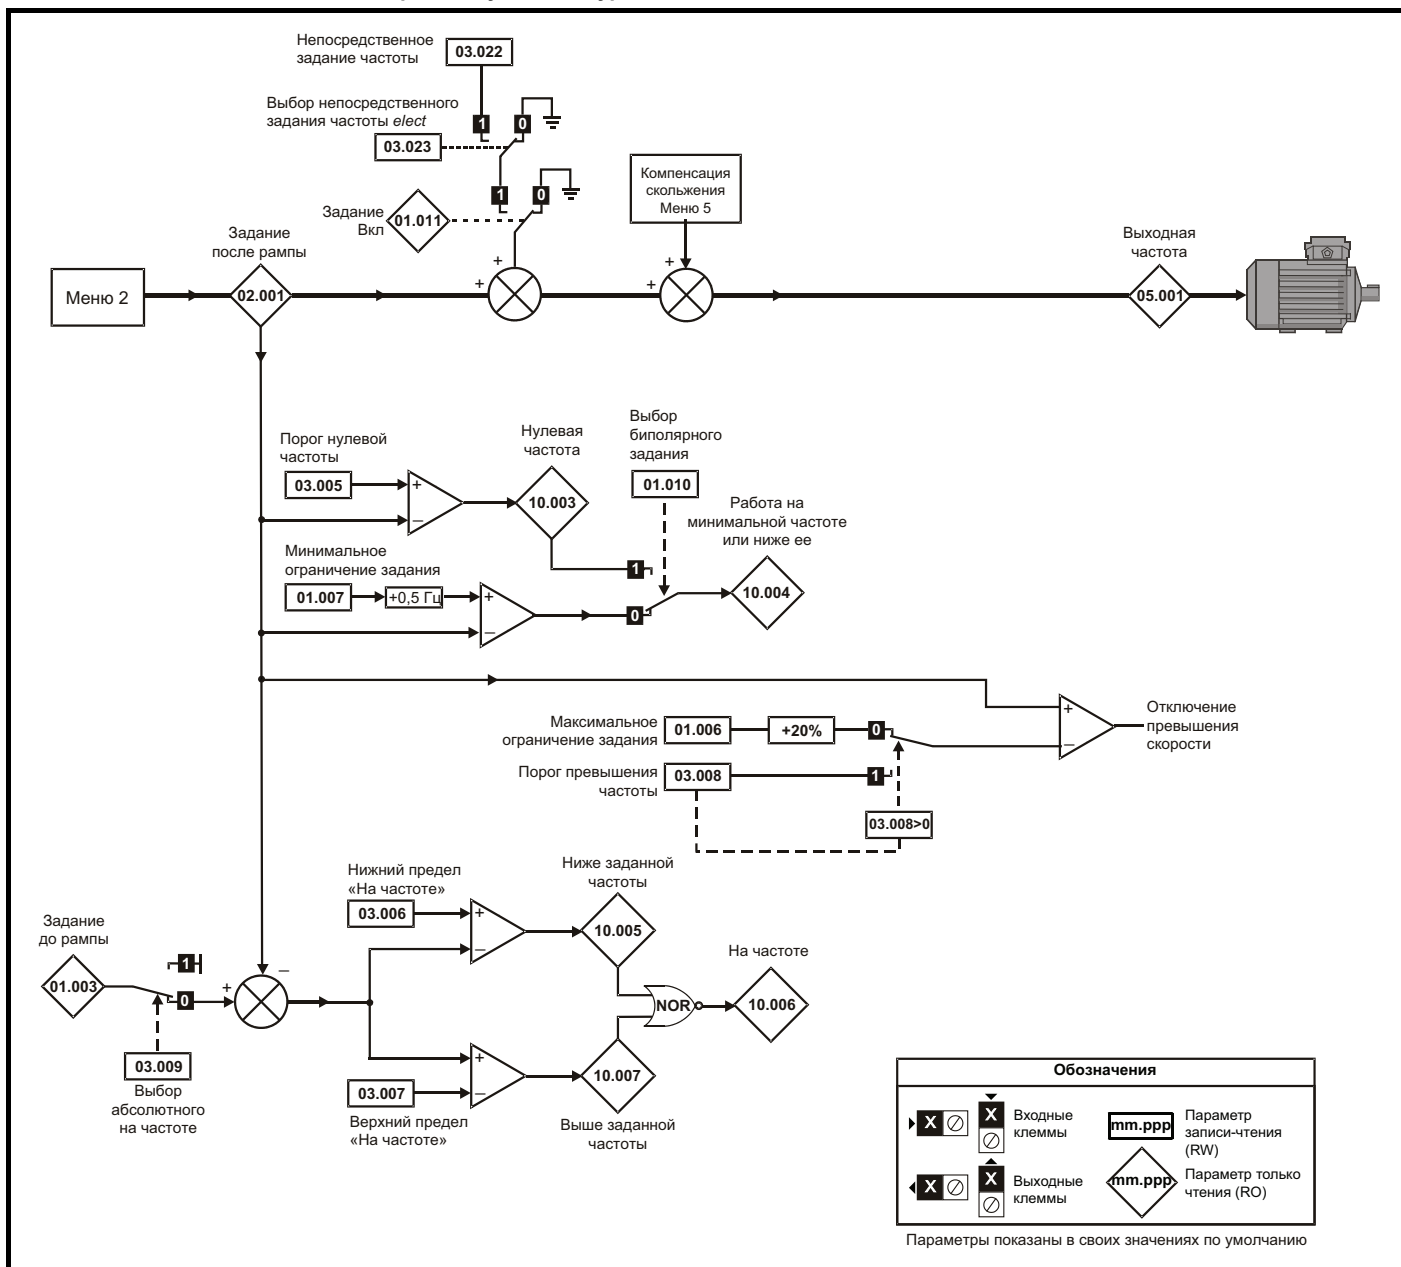 Непосредственное
задание частоты
03.022
Выбор непосредственного
задания частоты elect
1
0
03.023
1
0
Задание
Вкл
01.011
Компенсация
скольжения
Меню 5
Задание
после рампы
Выходная
частота
+
+
+
+
Меню 2
02.001
05.001
Порог нулевой
частоты
Нулевая
частота
Выбор
биполярного
задания
03.005
+
–
10.003
01.010
Работа на
минимальной частоте
или ниже ее
Минимальное
ограничение задания
1
01.007
+0,5 Гц
+
–
0
10.004
Максимальное
ограничение задания
01.006
+20%
0
+
–
Отключение
превышения
скорости
Порог превышения
частоты
03.008
1
03.008>0
Нижний предел
«На частоте»
Ниже заданной
частоты
03.006
+
–
10.005
Задание
до рампы
На частоте
1
–
01.003
0
+
NOR
10.006
03.009
Выбор
абсолютного
на частоте
+
–
03.007
10.007
Верхний предел
«На частоте»
Выше заданной
частоты
Обозначения
X
X
Входные
клеммы
mm.ppp
Параметр
записи-чтения
(RW)
X
X
Выходные
клеммы
mm.ppp
Параметр только
чтения (RO)
Параметры показаны в своих значениях по умолчанию